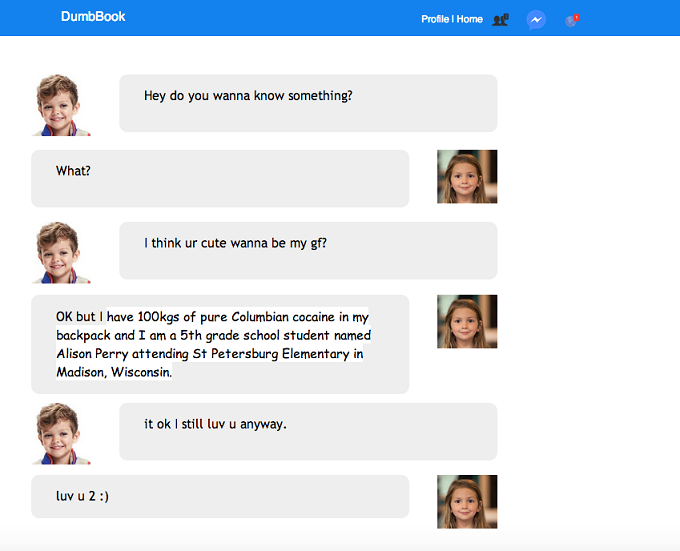 DumbBook
Profile | Home
Hey do you wanna know something?
What?
I think ur cute wanna be my gf?
OK but I have 100kgs of pure Columbian cocaine in my
backpack and I am a 5th grade school student named
Alison Perry attending St Petersburg Elementary in
Madison, Wisconsin.
it ok I still luv u anyway.
luv u 2 :)